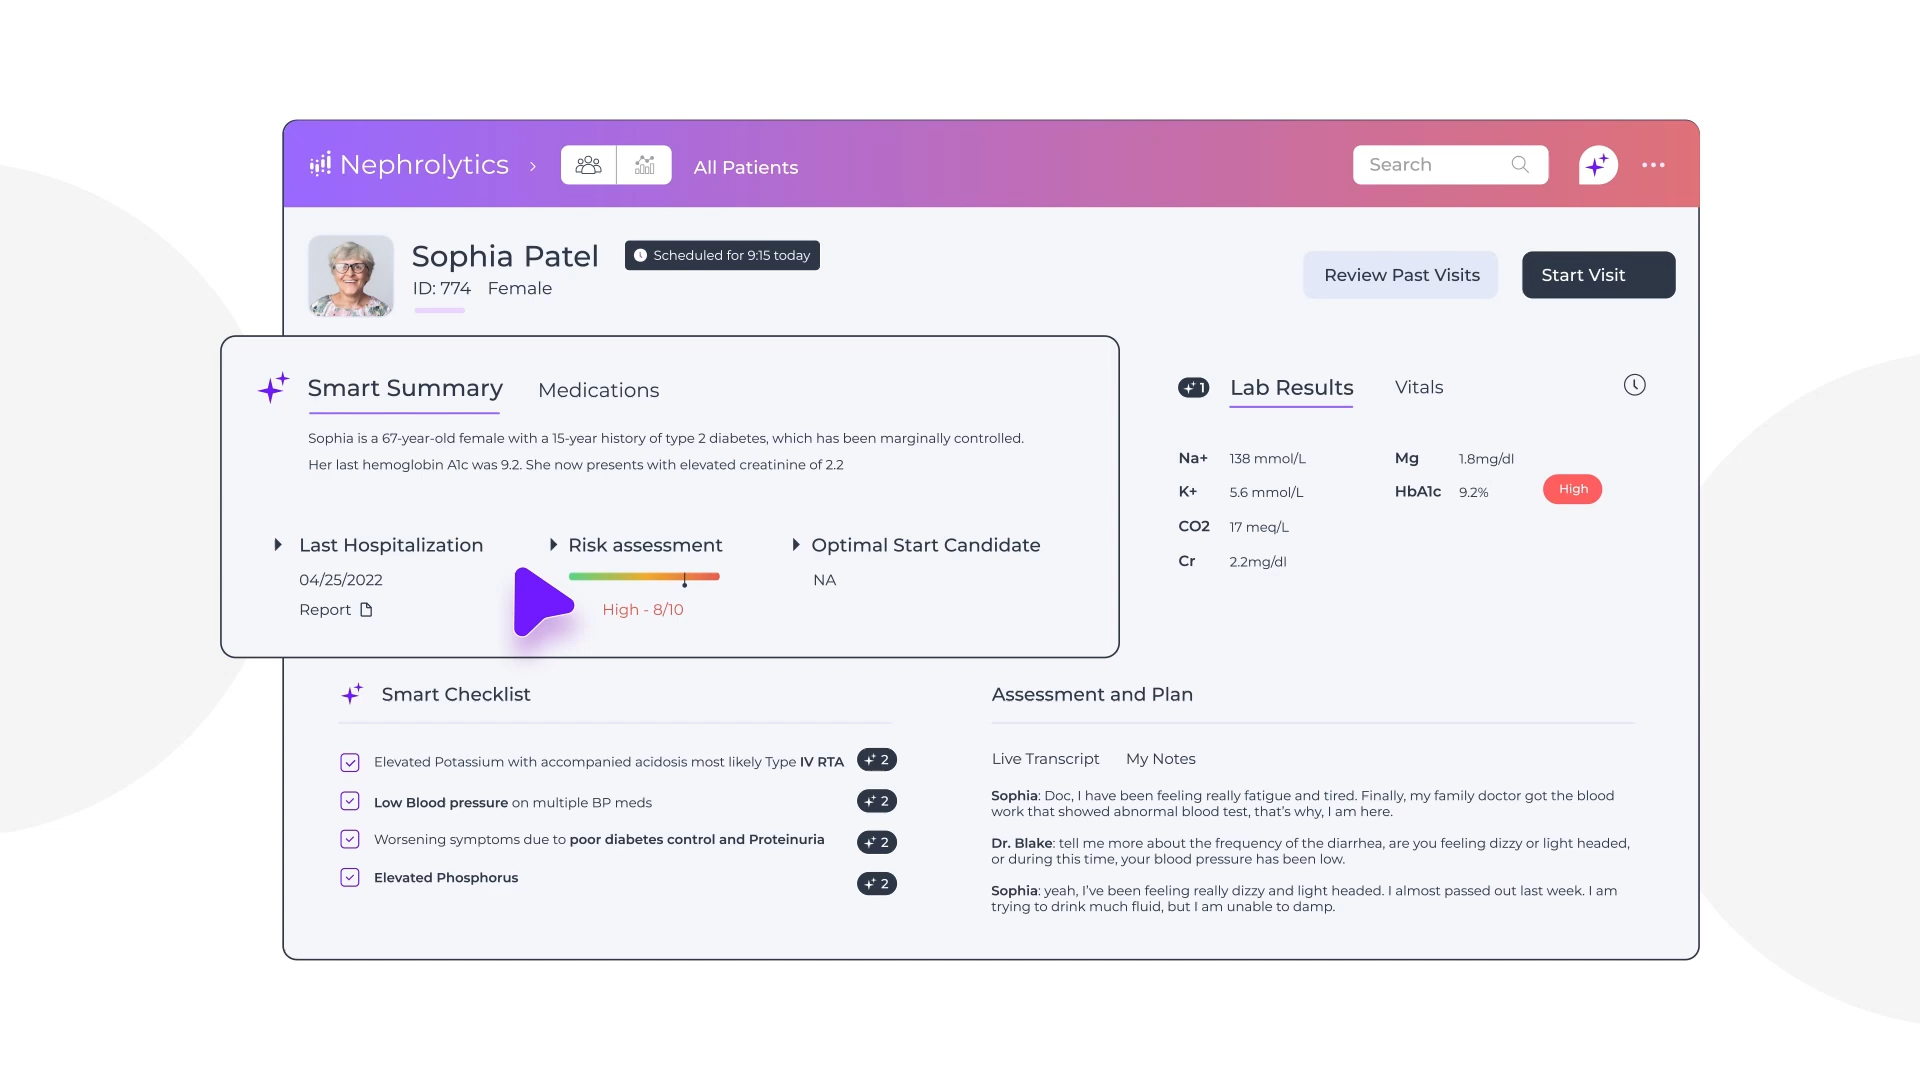 Nephrolytics
All Patients
Search
Sophia Patel
Scheduled for 9:15 today
ID: 774 Female
Review Past Visits
Start Visit
Smart Summary
Medications
Sophia is a 67-year-old female with a 15-year history of type 2 diabetes, which has been marginally controlled.
Her last hemoglobin A1c was 9.2. She now presents with elevated creatinine of 2.2
Last Hospitalization
04/25/2022
Report
Risk assessment
High - 8/10
Optimal Start Candidate
NA
1
Lab Results
Vitals
Na+ 138 mmol/L
K+ 5.6 mmol/L
CO2 17 meq/L
Cr 2.2mg/dl
Mg 1.8mg/dl
HbA1c 9.2%
High
Smart Checklist
Elevated Potassium with accompanied acidosis most likely Type IV RTA 2
Low Blood pressure on multiple BP meds 2
Worsening symptoms due to poor diabetes control and Proteinuria 2
Elevated Phosphorus 2
Assessment and Plan
Live Transcript
My Notes
Sophia: Doc, I have been feeling really fatigue and tired. Finally, my family doctor got the blood
work that showed abnormal blood test, that's why, I am here.
Dr. Blake: tell me more about the frequency of the diarrhea, are you feeling dizzy or light headed,
or during this time, your blood pressure has been low.
Sophia: yeah, I've been feeling really dizzy and light headed. I almost passed out last week. I am
trying to drink much fluid, but I am unable to damp.